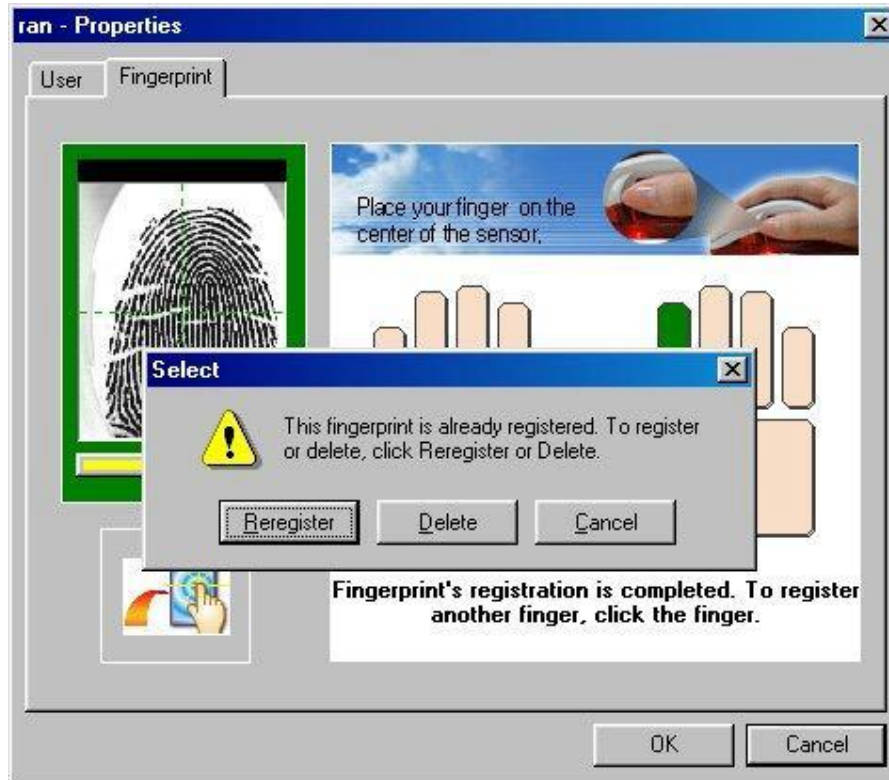 ran - Properties
User
Fingerprint
Place your finger on the
center of the sensor,
Select
This fingerprint is already registered. To register
or delete, click Reregister or Delete.
Reregister
Delete
Cancel
Fingerprint's registration is completed. To register
another finger, click the finger.
OK
Cancel